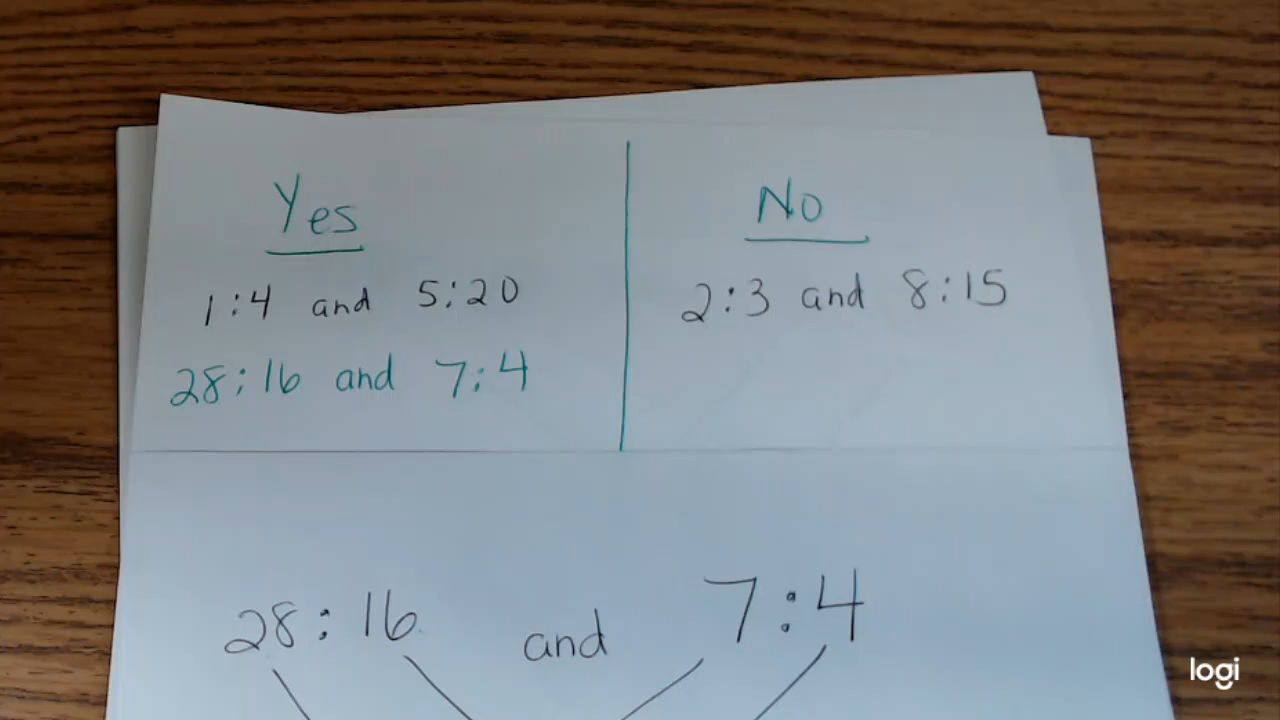 Yes
1:4 and 5:20
28:16 and 7:4
No
2:3 and 8:15
28:16 and 7:4
logi